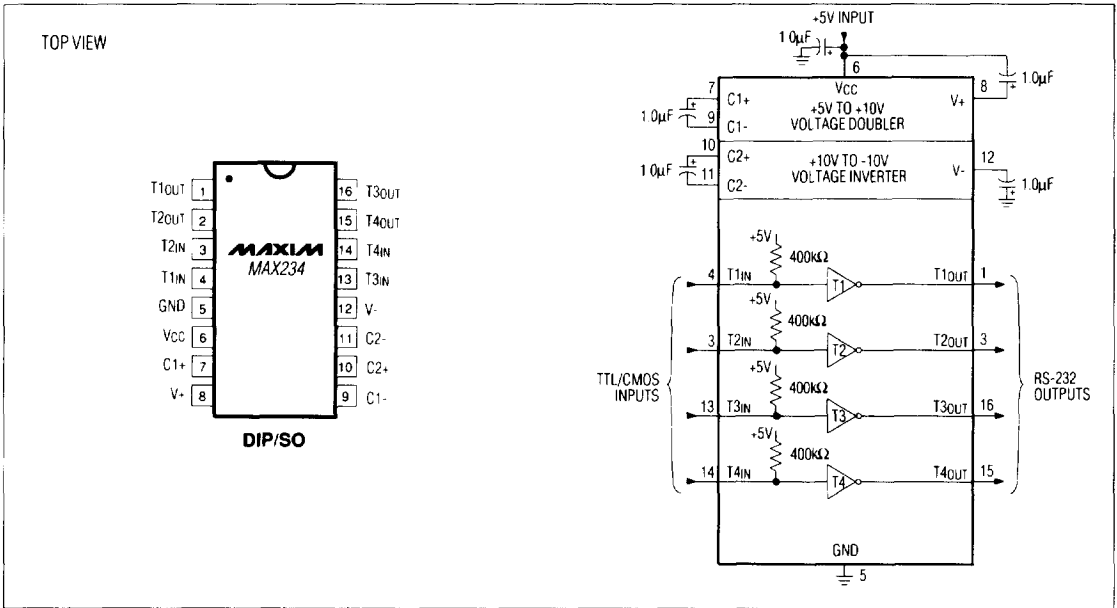 TOP VIEW
T1OUT 1
T2OUT 2
T2IN 3
T1IN 4
GND 5
VCC 6
C1+ 7
V+ 8
16 T3OUT
15 T4OUT
14 T4IN
13 T3IN
12 V-
11 C2-
10 C2+
9 C1-
MAXIM
MAX234
DIP/SO
+5V INPUT
1.0µF
+
6
VCC
+5V TO +10V
VOLTAGE DOUBLER
7 C1+
1.0µF +
9 C1-
V+ 8
1.0µF
+
10 C2+
1.0µF +
11 C2-
+10V TO -10V
VOLTAGE INVERTER
V- 12
1.0µF
+
TTL/CMOS
INPUTS
+5V
400kΩ
4 T1IN T1 T1OUT 1
+5V
400kΩ
3 T2IN T2 T2OUT 3
+5V
400kΩ
13 T3IN T3 T3OUT 16
+5V
400kΩ
14 T4IN T4 T4OUT 15
RS-232
OUTPUTS
GND
5